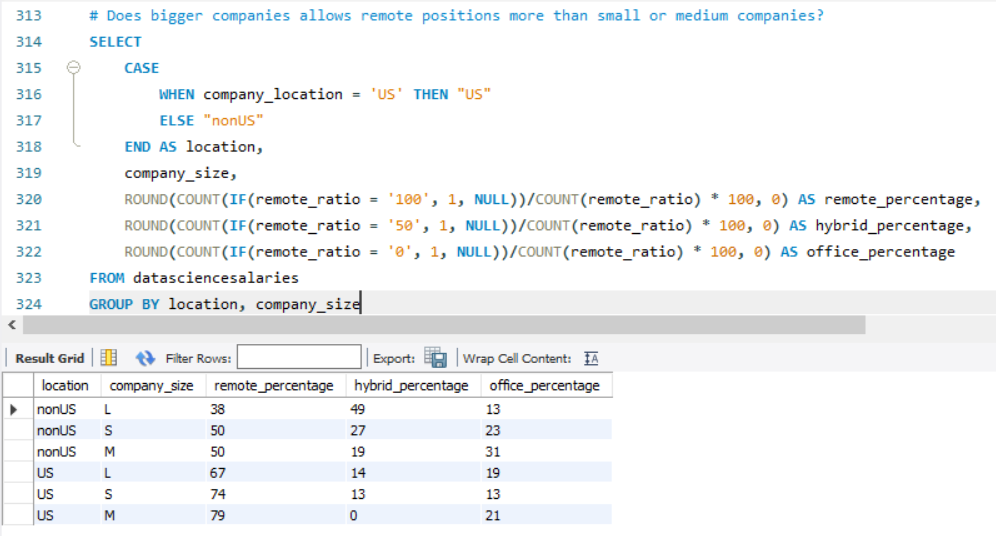 313 # Does bigger companies allows remote positions more than small or medium companies?
314 SELECT
315 CASE
316 WHEN company_location = 'US' THEN "US"
317 ELSE "nonUS"
318 END AS location,
319 company_size,
320 ROUND(COUNT(IF(remote_ratio = '100', 1, NULL))/COUNT(remote_ratio) * 100, 0) AS remote_percentage,
321 ROUND(COUNT(IF(remote_ratio = '50', 1, NULL))/COUNT(remote_ratio) * 100, 0) AS hybrid_percentage,
322 ROUND(COUNT(IF(remote_ratio = '0', 1, NULL))/COUNT(remote_ratio) * 100, 0) AS office_percentage
323 FROM datasciencesalaries
324 GROUP BY location, company_size
Result Grid Filter Rows: Export: Wrap Cell Content:
location company_size remote_percentage hybrid_percentage office_percentage
nonUS L 38 49 13
nonUS S 50 27 23
nonUS M 50 19 31
US L 67 14 19
US S 74 13 13
US M 79 0 21